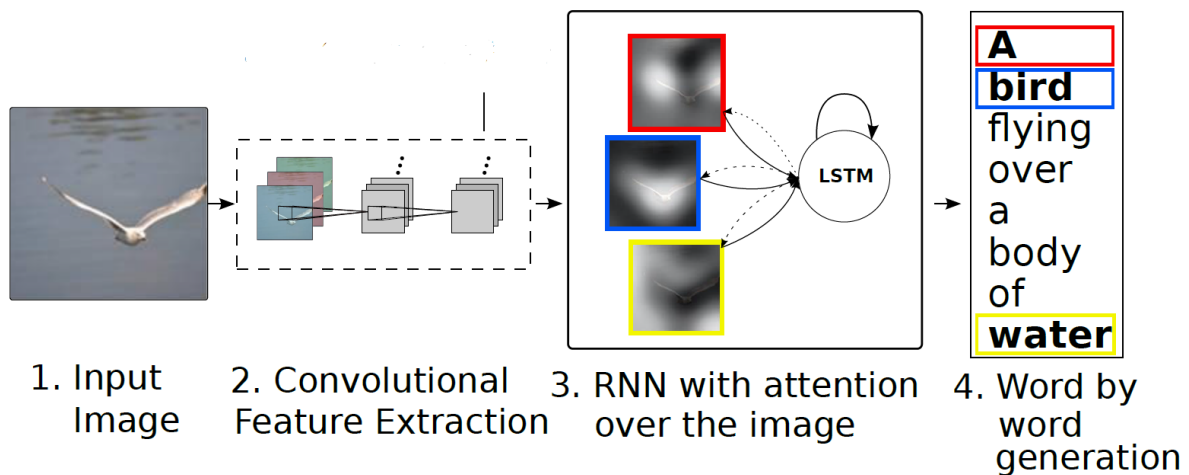 LSTM
A
bird
flying
over
a
body
of
water
1. Input
Image
2. Convolutional
Feature Extraction
3. RNN with attention
over the image
4. Word by
word
generation